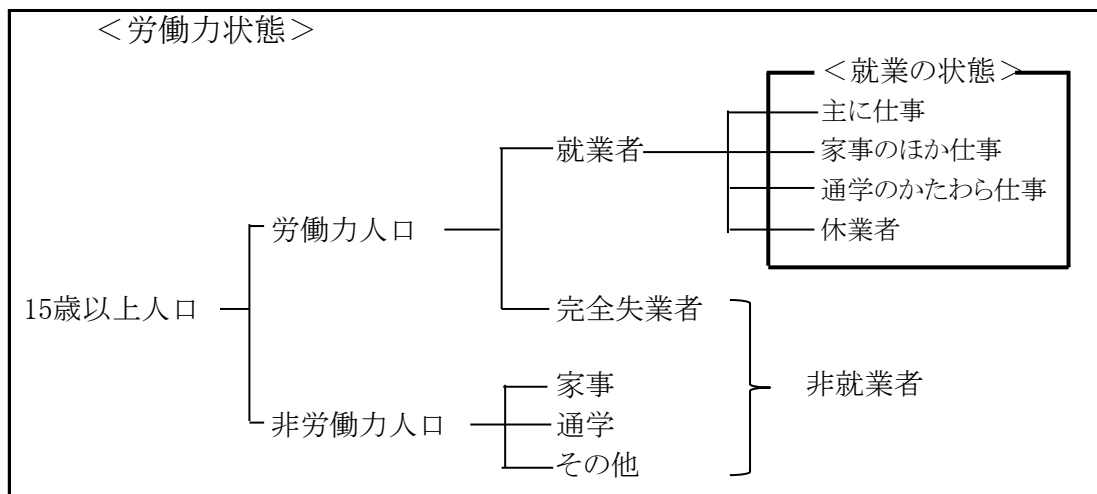 ＜労働力状態＞
＜就業の状態＞
主に仕事
就業者
家事のほか仕事
通学のかたわら仕事
労働力人口
休業者
15歳以上人口
完全失業者
家事
非就業者
非労働力人口
通学
その他